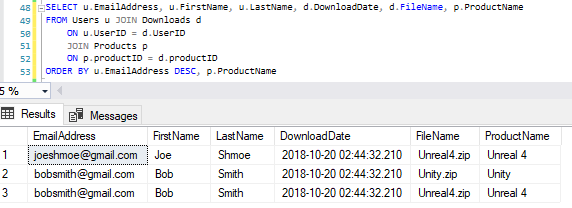 48 SELECT u.EmailAddress, u.FirstName, u.LastName, d.DownloadDate, d.FileName, p.ProductName
49 FROM Users u JOIN Downloads d
50 ON u.UserID = d.UserID
51 JOIN Products p
52 ON p.productID = d.productID
53 ORDER BY u.EmailAddress DESC, p.ProductName
5 %
Results Messages
EmailAddress FirstName LastName DownloadDate FileName ProductName
1 joeshmoe@gmail.com Joe Shmoe 2018-10-20 02:44:32.210 Unreal4.zip Unreal 4
2 bobsmith@gmail.com Bob Smith 2018-10-20 02:44:32.210 Unity.zip Unity
3 bobsmith@gmail.com Bob Smith 2018-10-20 02:44:32.210 Unreal4.zip Unreal 4